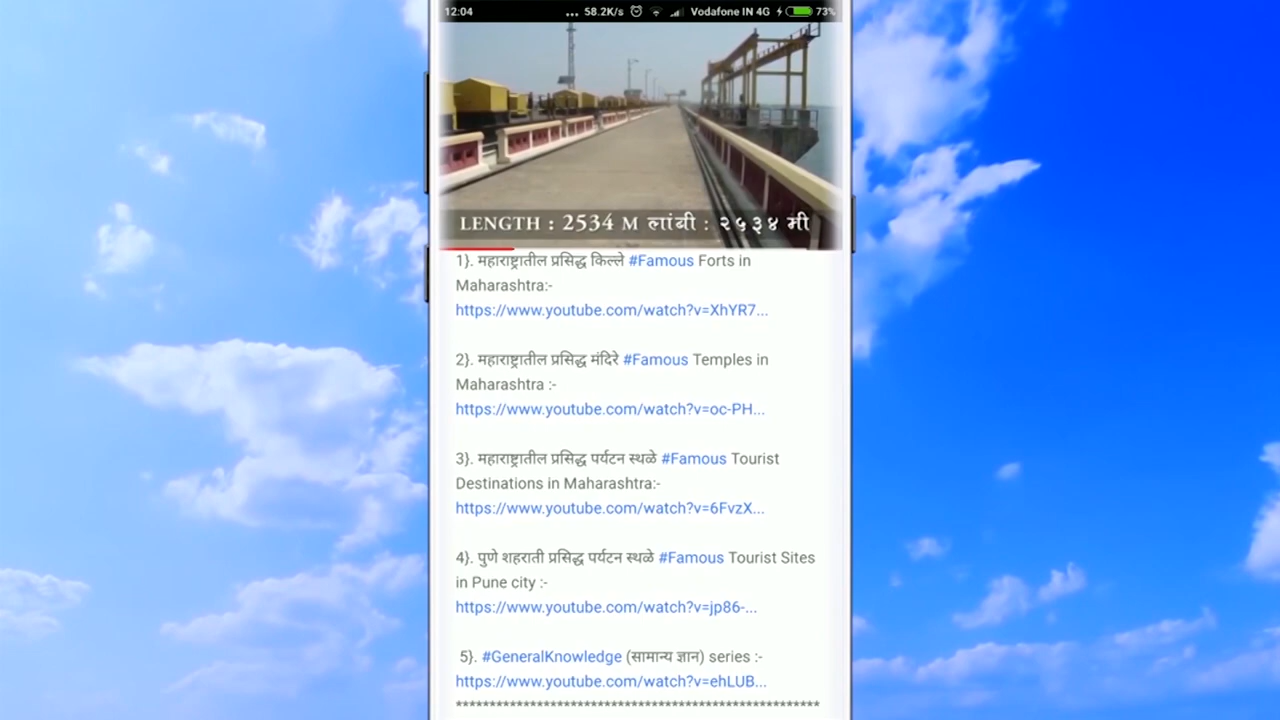 12:04 ... 58.2K/s Vodafone IN 4G 73%
LENGTH : 2534 M लांबी : २५३४ मी
1}. महाराष्ट्रातील प्रसिद्ध किल्ले #Famous Forts in
Maharashtra:-
https://www.youtube.com/watch?v=XhYR7...
2}. महाराष्ट्रातील प्रसिद्ध मंदिरे #Famous Temples in
Maharashtra :-
https://www.youtube.com/watch?v=oc-PH...
3}. महाराष्ट्रातील प्रसिद्ध पर्यटन स्थळे #Famous Tourist
Destinations in Maharashtra:-
https://www.youtube.com/watch?v=6FvzX...
4}. पुणे शहराती प्रसिद्ध पर्यटन स्थळे #Famous Tourist Sites
in Pune city :-
https://www.youtube.com/watch?v=jp86-...
5}. #GeneralKnowledge (सामान्य ज्ञान) series :-
https://www.youtube.com/watch?v=ehLUB...
******************************************************